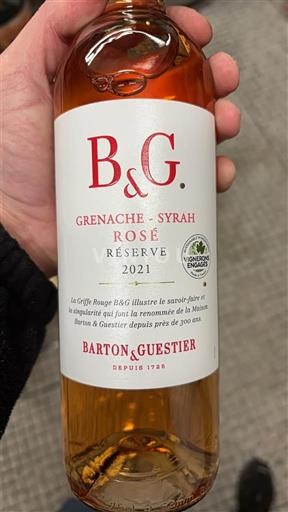 B&G.
GRENACHE - SYRAH
ROSÉ
RÉSERVE
2021
VIGNERONS
ENGAGÉS
La Griffe Rouge B&G illustre le savoir-faire et
la singularité qui font la renommée de la Maison
Barton & Guestier depuis près de 300 ans.
BARTON & GUESTIER
DEPUIS 1725